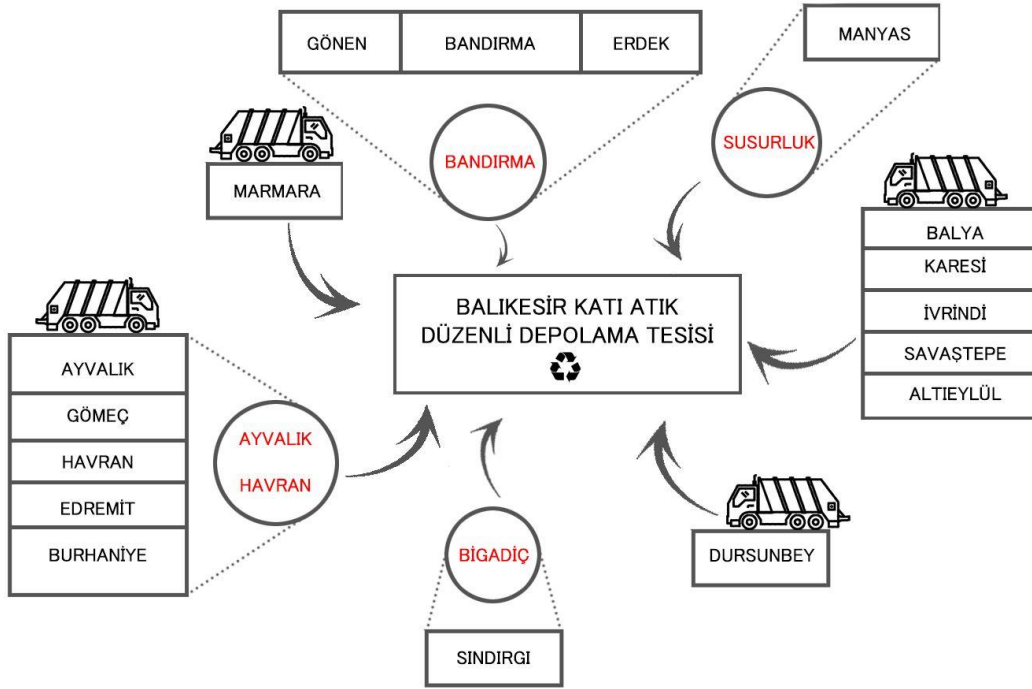 GÖNEN
BANDIRMA
ERDEK
MANYAS
BANDIRMA
SUSURLUK
MARMARA
BALYA
KARESİ
İVRİNDİ
SAVAŞTEPE
ALTIEYLÜL
BALIKESİR KATI ATIK
DÜZENLİ DEPOLAMA TESİSİ
AYVALIK
GÖMEÇ
HAVRAN
EDREMİT
BURHANİYE
AYVALIK
HAVRAN
BİGADİÇ
SINDIRGI
DURSUNBEY